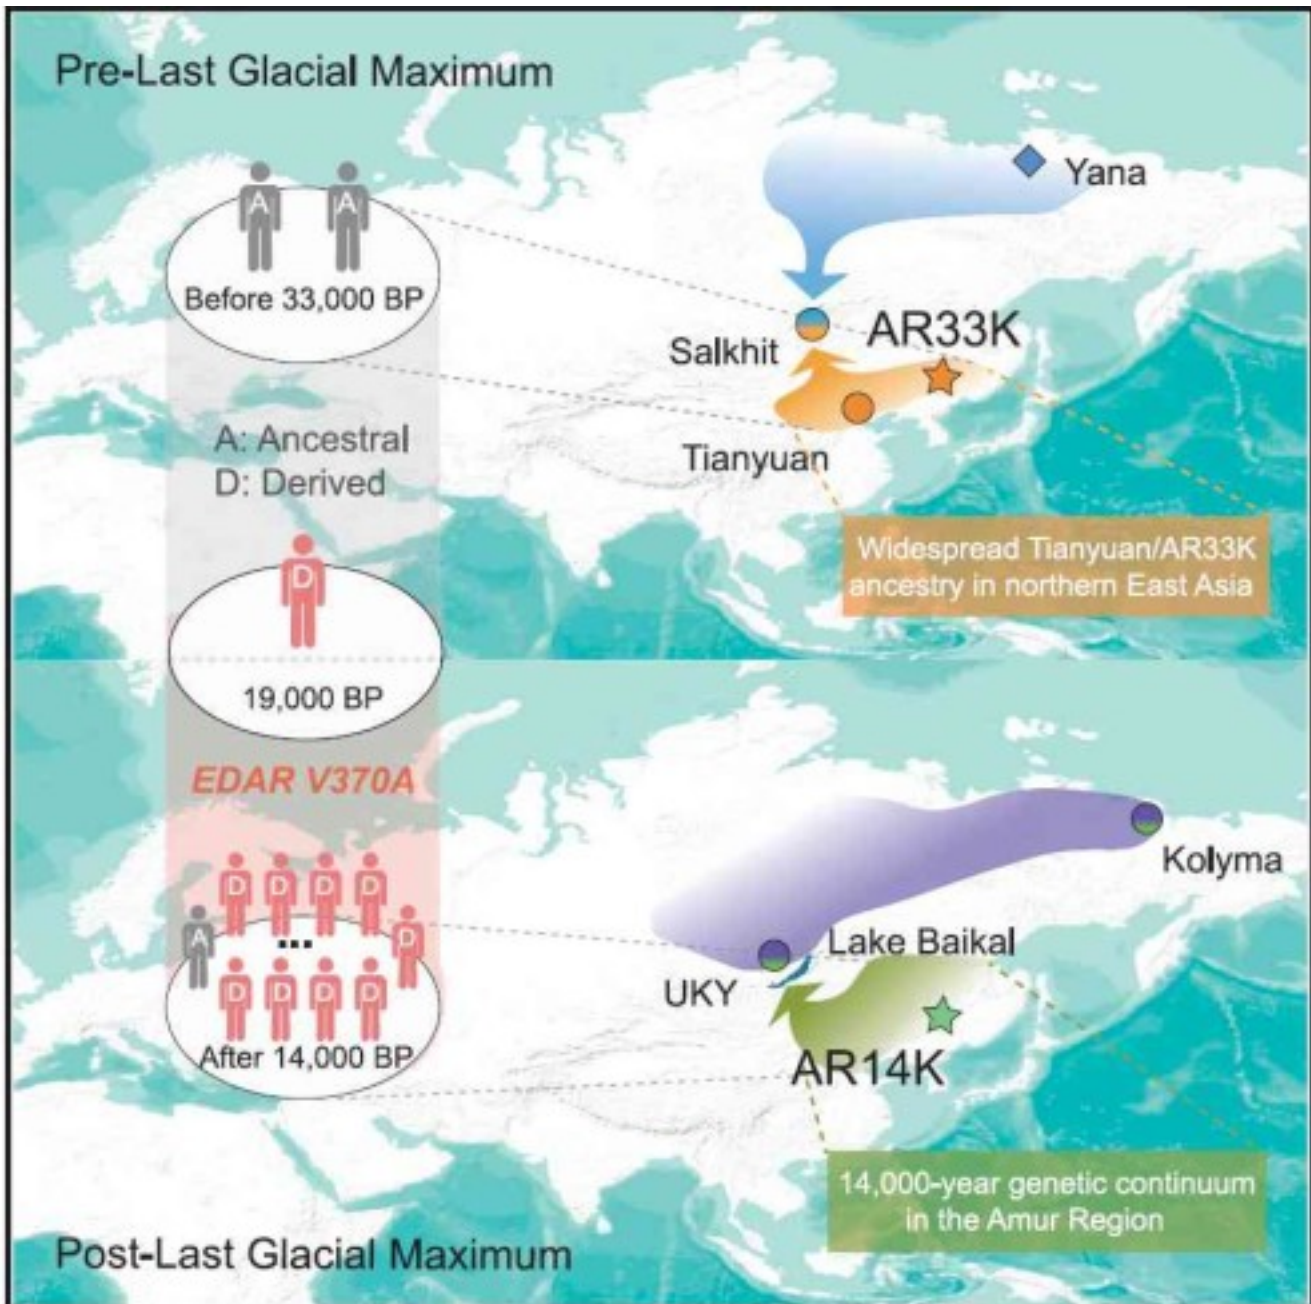 Pre-Last Glacial Maximum
A A
Before 33,000 BP
Yana
Salkhit
AR33K
Tianyuan
A: Ancestral
D: Derived
Widespread Tianyuan/AR33K
ancestry in northern East Asia
D
19,000 BP
EDAR V370A
Kolyma
D D D D
A ... D
D D D D
After 14,000 BP
Lake Baikal
UKY
AR14K
14,000-year genetic continuum
in the Amur Region
Post-Last Glacial Maximum